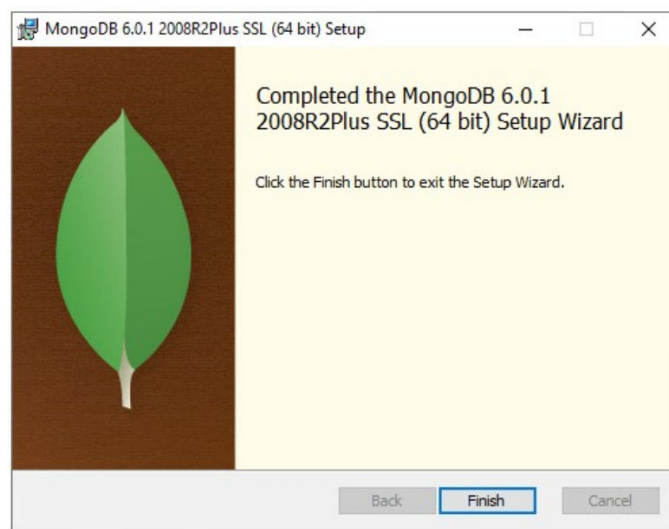 MongoDB 6.0.1 2008R2Plus SSL (64 bit) Setup
Completed the MongoDB 6.0.1
2008R2Plus SSL (64 bit) Setup Wizard
Click the Finish button to exit the Setup Wizard.
Back
Finish
Cancel